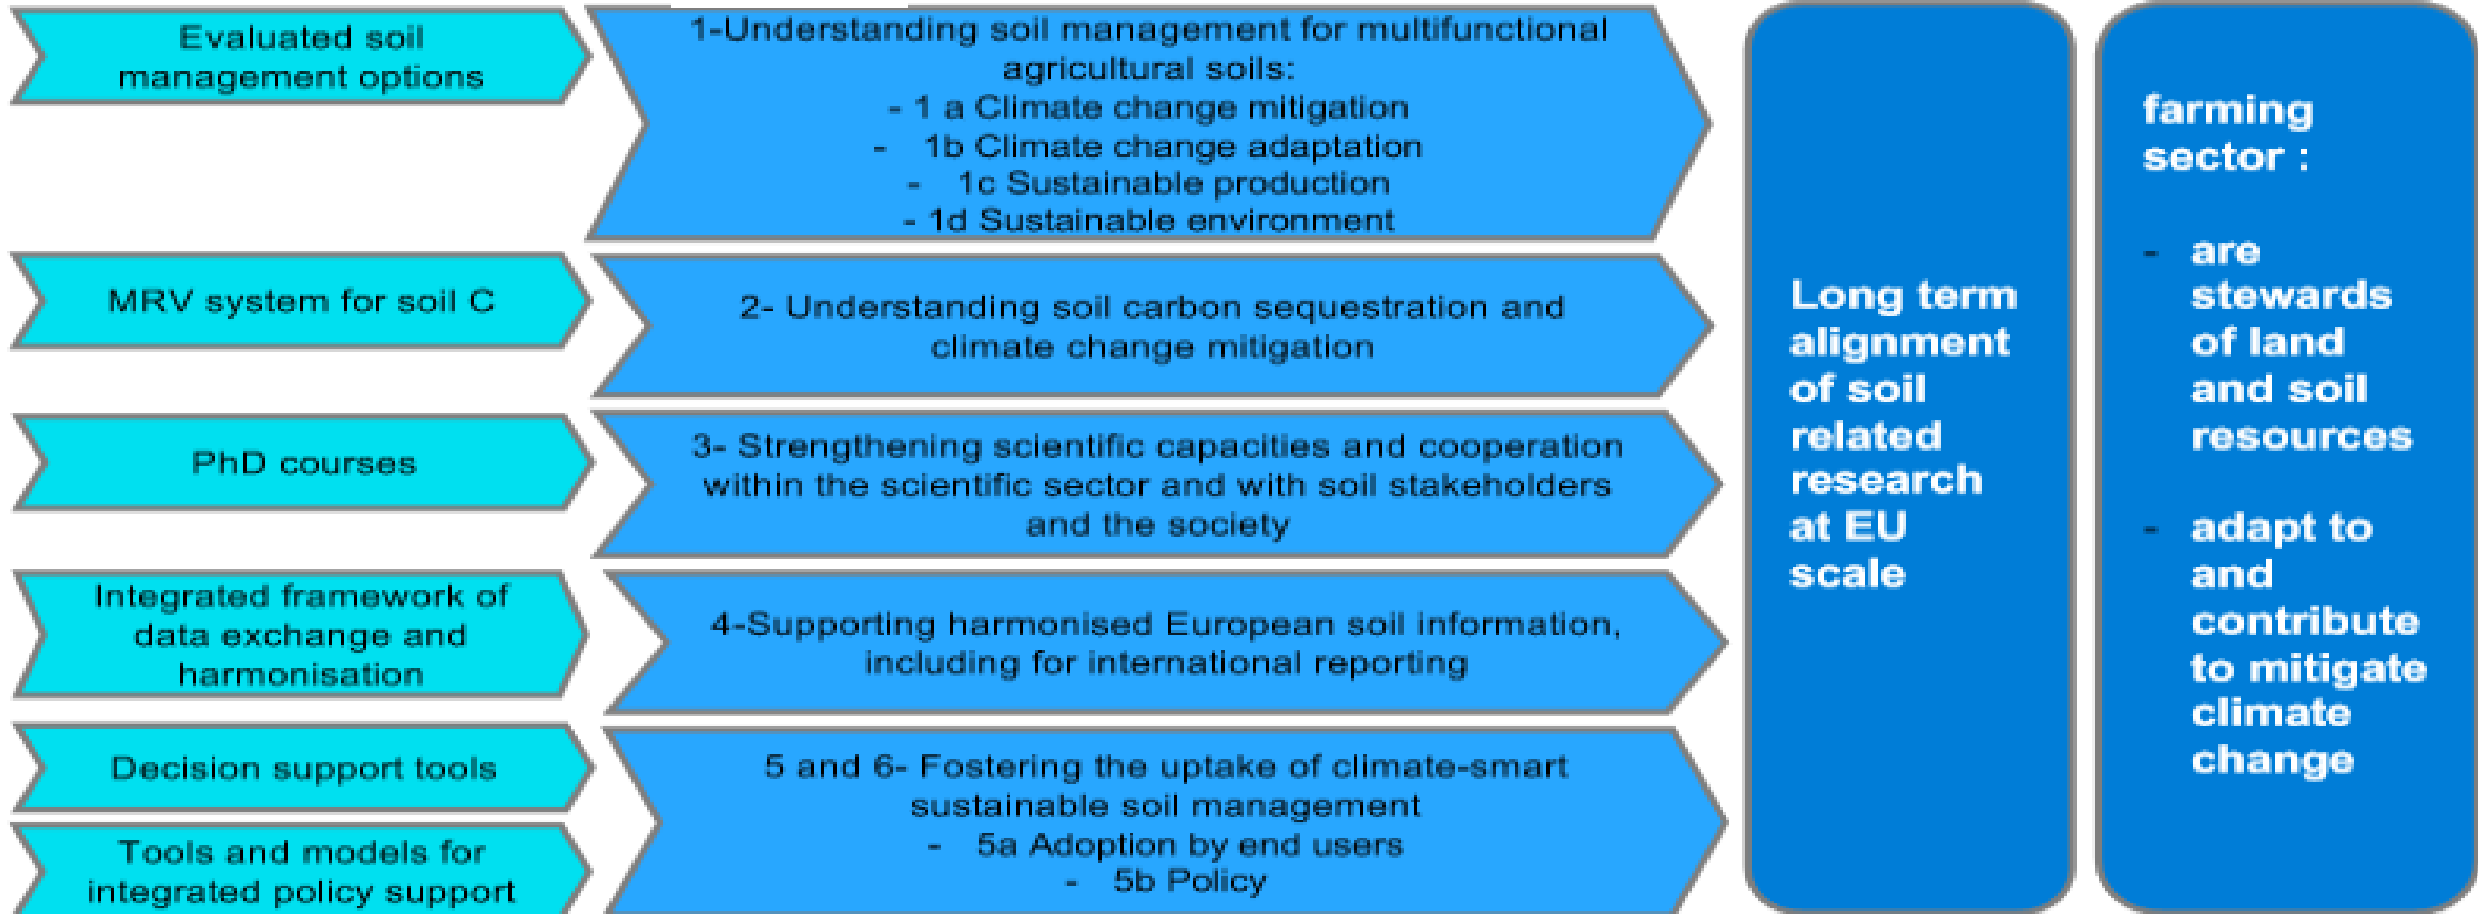 Evaluated soil
management options
1-Understanding soil management for multifunctional
agricultural soils:
- 1 a Climate change mitigation
- 1b Climate change adaptation
- 1c Sustainable production
- 1d Sustainable environment
MRV system for soil C
2- Understanding soil carbon sequestration and
climate change mitigation
PhD courses
3- Strengthening scientific capacities and cooperation
within the scientific sector and with soil stakeholders
and the society
Integrated framework of
data exchange and
harmonisation
4-Supporting harmonised European soil information,
including for international reporting
Decision support tools
Tools and models for
integrated policy support
5 and 6- Fostering the uptake of climate-smart
sustainable soil management
- 5a Adoption by end users
- 5b Policy
Long term
alignment
of soil
related
research
at EU
scale
farming
sector :
- are
stewards
of land
and soil
resources
- adapt to
and
contribute
to mitigate
climate
change